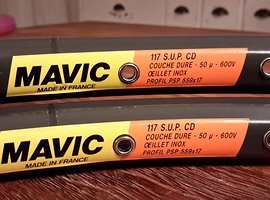 MAVIC
MADE IN FRANCE
117 S.U.P. CD
COUCHE DURE - 50 µ - 600V
OEILLET INOX
PROFIL PSP 559x17
MAVIC
MADE IN FRANCE
117 S.U.P. CD
COUCHE DURE - 50 µ - 600V
OEILLET INOX
PROFIL PSP 559x17